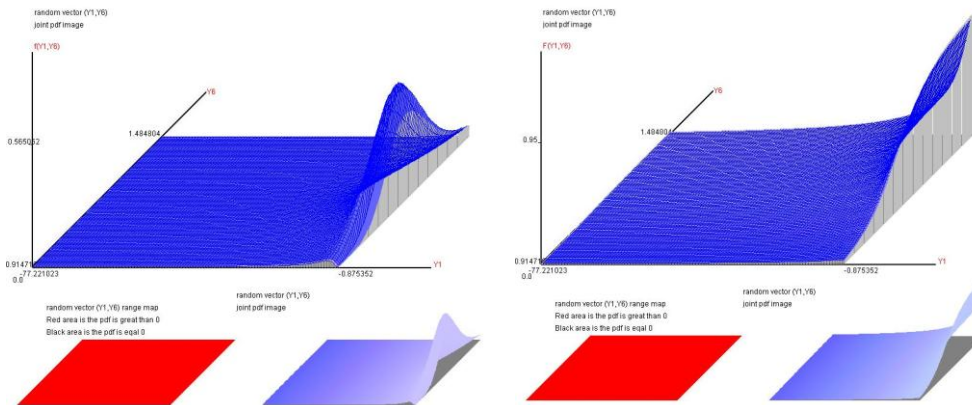 random vector (Y1,Y6)
joint pdf image
f(Y1,Y6)
Y6
1.484804
0.565052
0.91471
-77.221023
0.0
-0.875352
Y1
random vector (Y1,Y6)
joint pdf image
random vector (Y1,Y6) range map
Red area is the pdf is great than 0
Black area is the pdf is eqal 0
random vector (Y1,Y6)
joint pdf image
F(Y1,Y6)
Y6
1.484804
0.95
0.91471
-77.221023
0.0
-0.875352
Y1
random vector (Y1,Y6)
joint pdf image
random vector (Y1,Y6) range map
Red area is the pdf is great than 0
Black area is the pdf is eqal 0